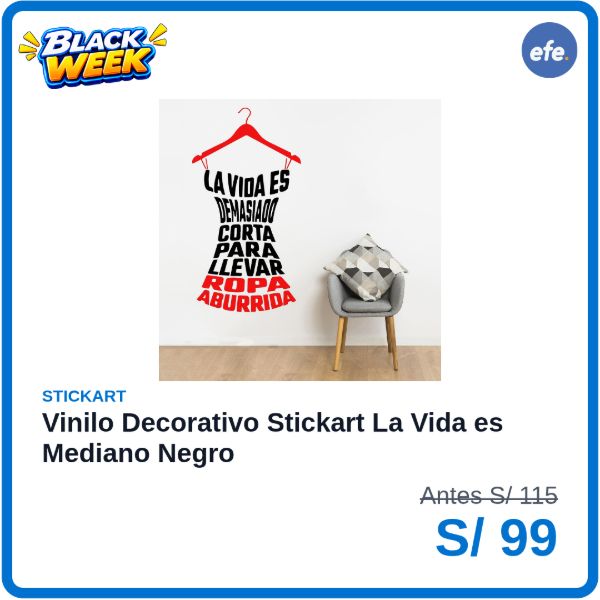 BLACK
WEEK
efe.
LA VIDA ES
DEMASIADO
CORTA
PARA
LLEVAR
ROPA
ABURRIDA
STICKART
Vinilo Decorativo Stickart La Vida es
Mediano Negro
Antes S/ 115
S/ 99